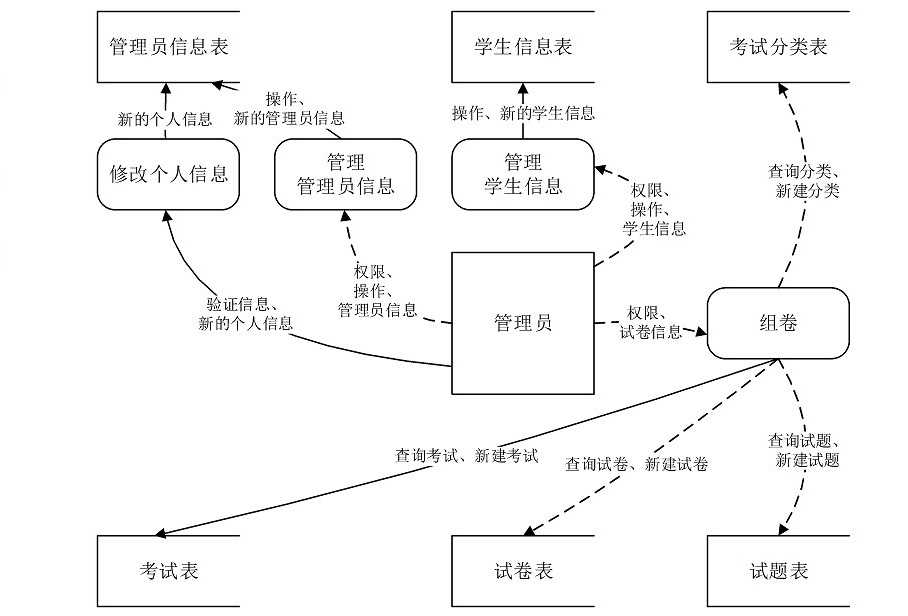 管理员信息表
学生信息表
考试分类表
新的个人信息
操作、
新的管理员信息
操作、新的学生信息
修改个人信息
管理
管理员信息
管理
学生信息
查询分类、
新建分类
权限、
操作、
学生信息
权限、
操作、
管理员信息
验证信息、
新的个人信息
管理员
权限、
试卷信息
组卷
查询考试、新建考试
查询试卷、新建试卷
查询试题、
新建试题
考试表
试卷表
试题表